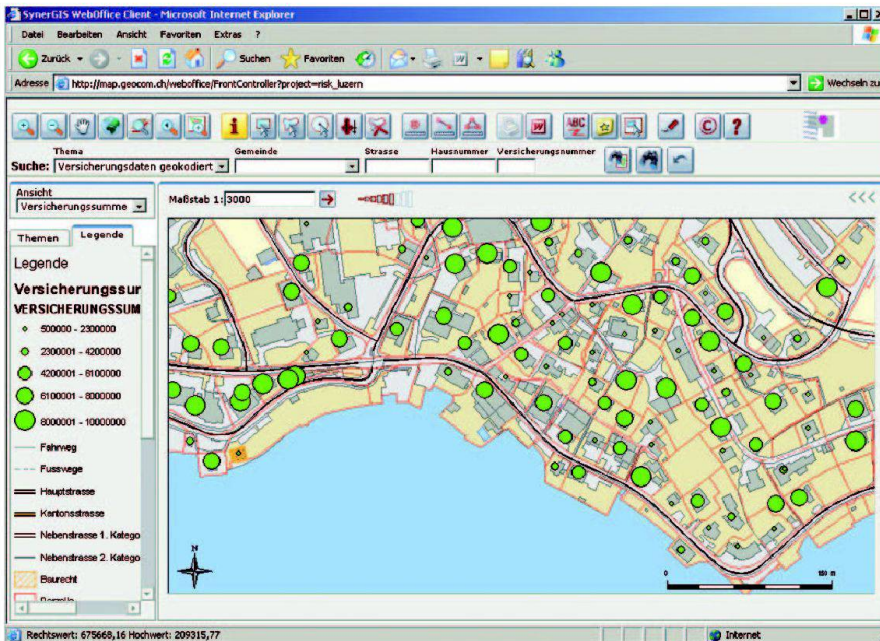 SynerGIS WebOffice Client - Microsoft Internet Explorer
Datei Bearbeiten Ansicht Favoriten Extras ?
Zurück Suchen Favoriten
Adresse http://map.geocom.ch/weboffice/FrontController?project=risk_luzern Wechseln zu
Thema Gemeinde Strasse Hausnummer Versicherungsnummer
Suche: Versicherungsdaten geokodiert
Ansicht
Versicherungssumme
Maßstab 1: 3000
Themen Legende
Legende
Versicherungssur
VERSICHERUNGSSUM
500000 - 2300000
2300001 - 4200000
4200001 - 6100000
6100001 - 8000000
8000001 - 10000000
Fahrweg
Fusswege
Hauptstrasse
Kantonsstrasse
Nebenstrasse 1. Katego
Nebenstrasse 2. Katego
Baurecht
Parzelle
N
0 150 m
Rechtswert: 675668,16 Hochwert: 209315,77 Internet